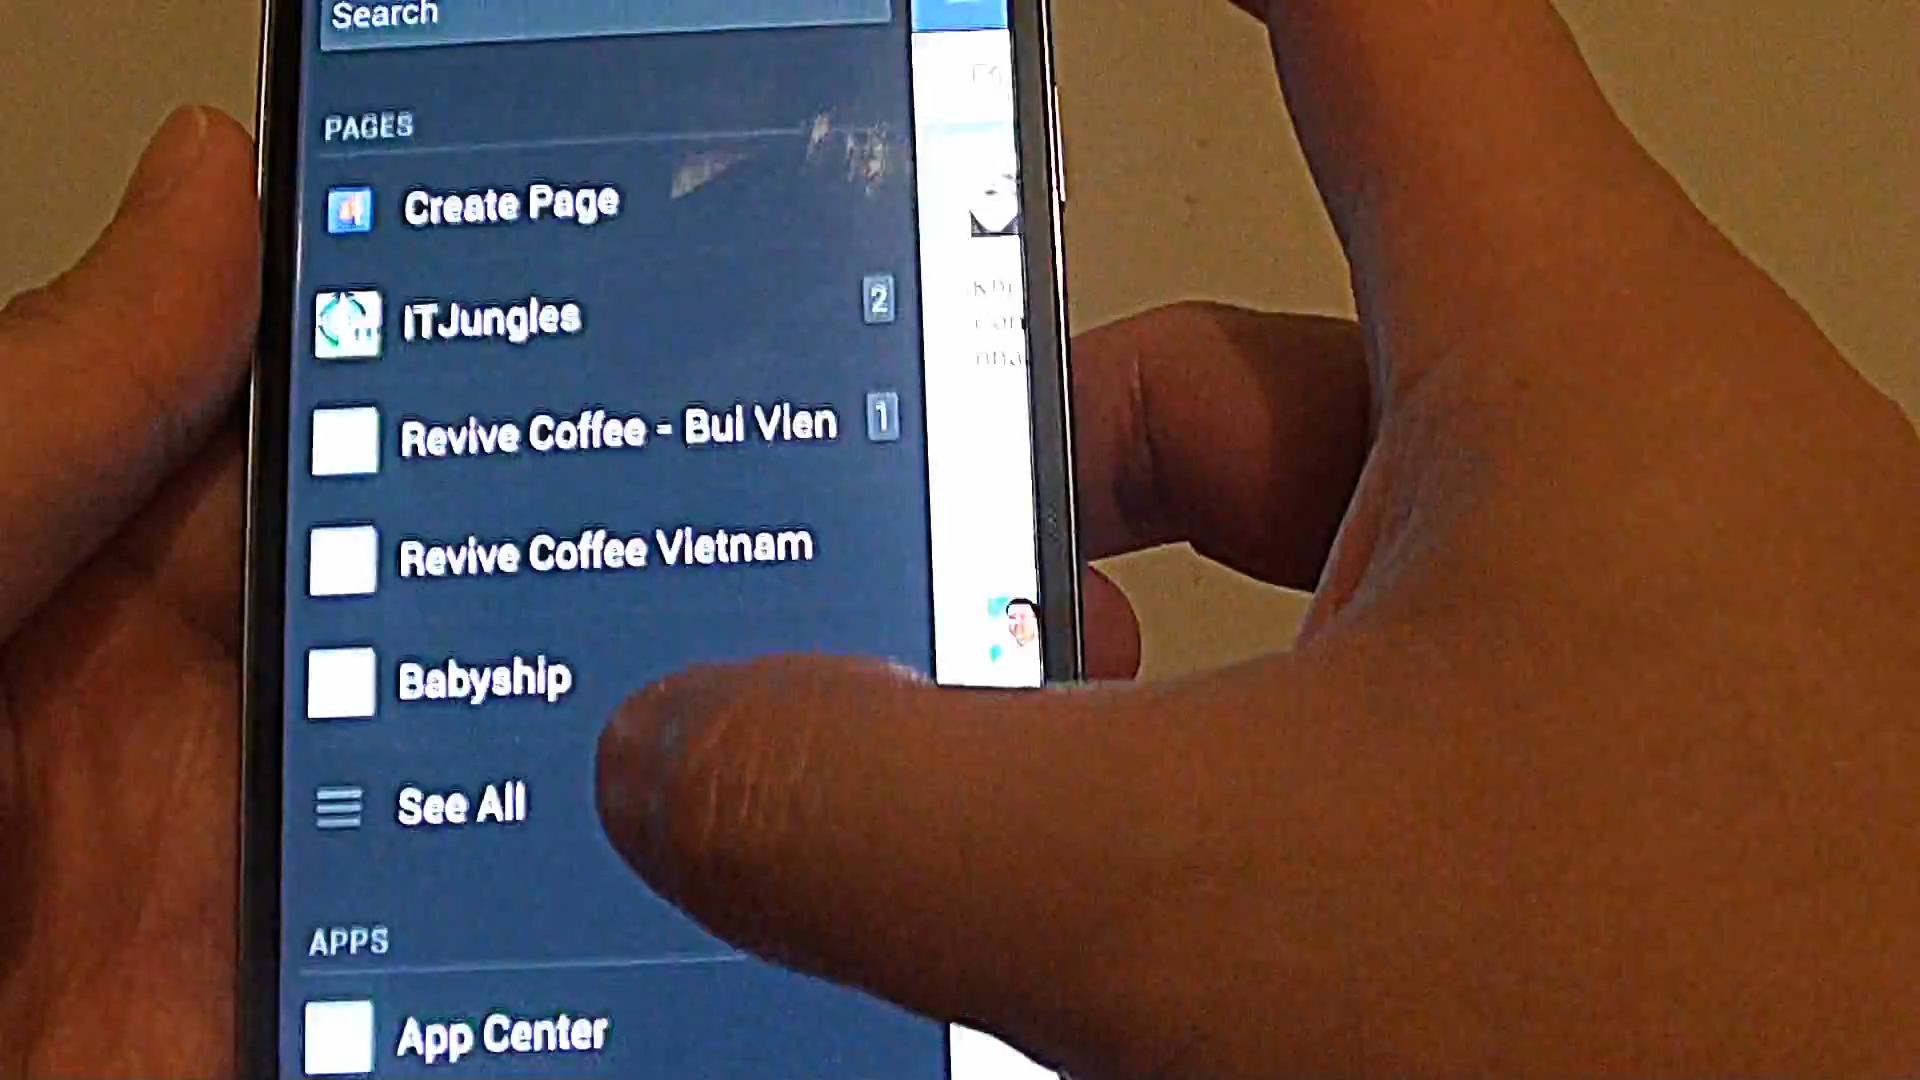 Search
PAGES
Create Page
ITJungles 2
Revive Coffee - Bui Vien 1
Revive Coffee Vietnam
Babyship
See All
APPS
App Center